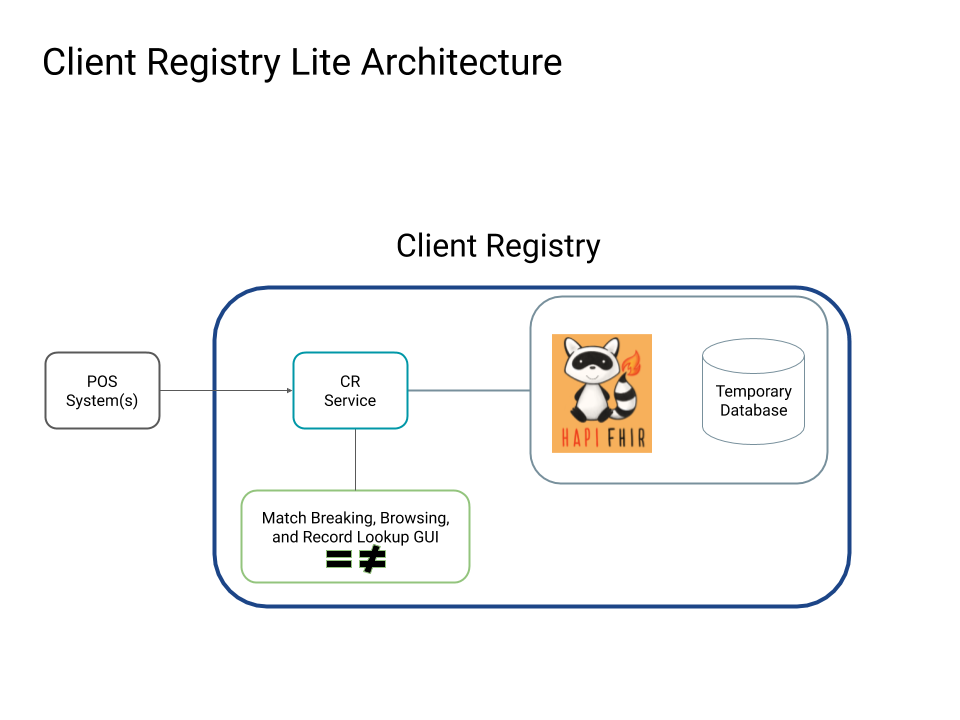 Client Registry Lite Architecture
Client Registry
POS
System(s)
CR
Service
HAPI FHIR
Temporary
Database
Match Breaking, Browsing,
and Record Lookup GUI
= ≠